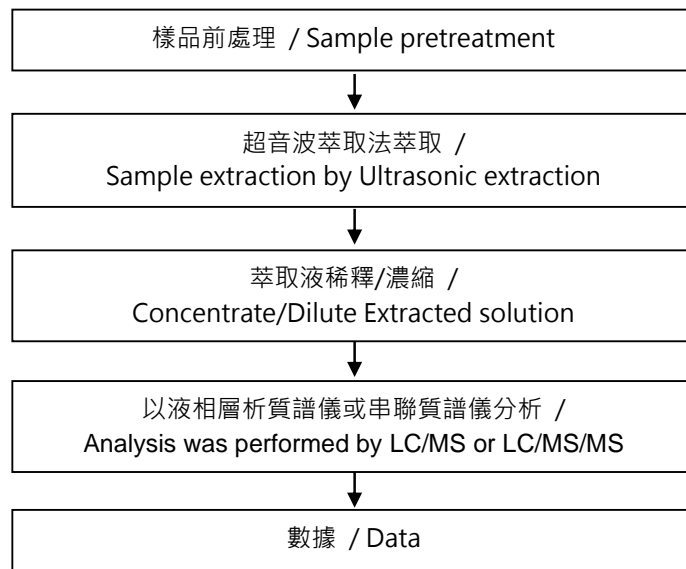 樣品前處理 / Sample pretreatment
超音波萃取法萃取 /
Sample extraction by Ultrasonic extraction
萃取液稀釋/濃縮 /
Concentrate/Dilute Extracted solution
以液相層析質譜儀或串聯質譜儀分析 /
Analysis was performed by LC/MS or LC/MS/MS
數據 / Data